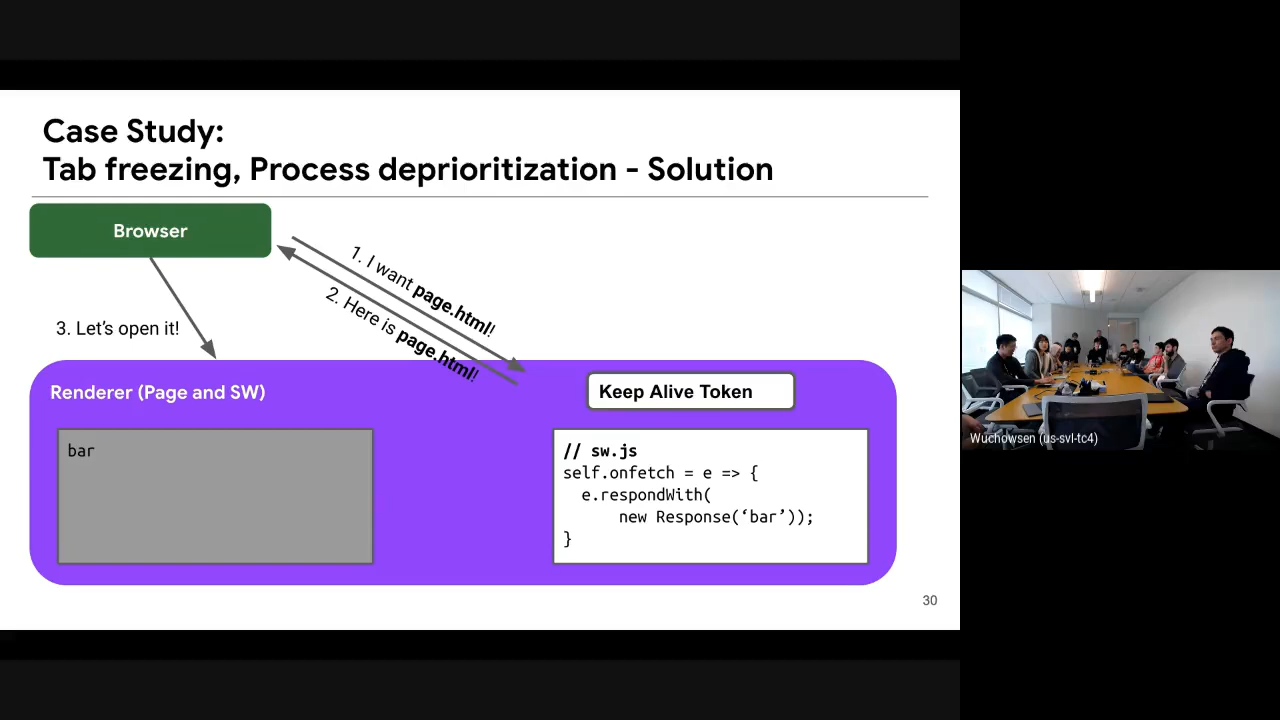 Case Study:
Tab freezing, Process deprioritization - Solution
Browser
1. I want page.html!
2. Here is page.html!
3. Let’s open it!
Renderer (Page and SW)
Keep Alive Token
bar
// sw.js
self.onfetch = e => {
e.respondWith(
new Response(‘bar’));
}
30
Wuchowsen (us-svl-tc4)